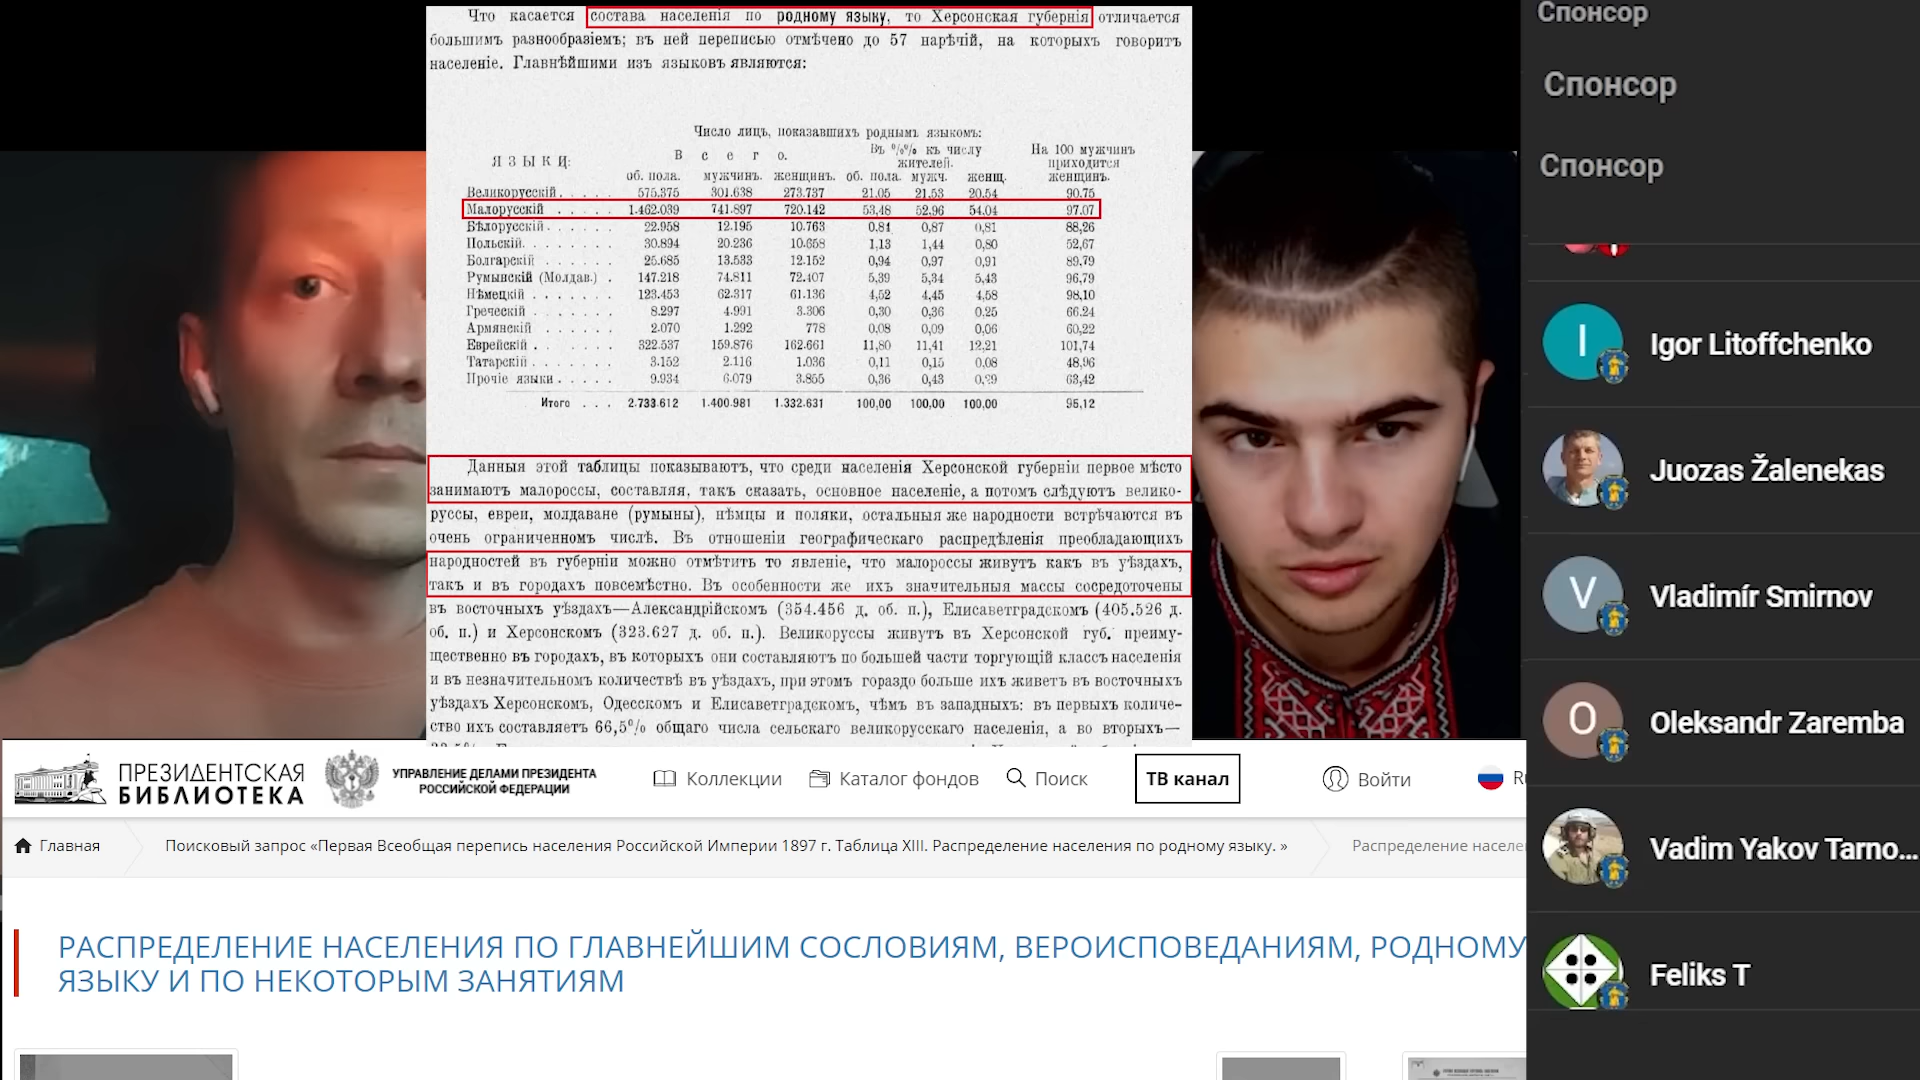 Что касается состава населенія по родному языку, то Херсонская губернія отличается
большимъ разнообразіемъ; въ ней переписью отмѣчено до 57 нарѣчій, на которыхъ говоритъ
населеніе. Главнѣйшими изъ языковъ являются:
Число лицъ, показавшихъ роднымъ языкомъ:
ЯЗЫКИ: Всего. Въ %% къ числу жителей. На 100 мужчинъ приходится женщинъ.
об. пола. мужчинъ. женщинъ. об. пола. мужч. женщ.
Великорусскій. . . . . 575.375 301.638 273.737 21.05 21.53 20.54 90.75
Малорусскій . . . . . 1.462.039 741.897 720.142 53,48 52,96 54.04 97.07
Бѣлорусскій . . . . . 22.958 12.195 10.763 0.84 0,87 0,81 88,26
Польскій. . . . . . . 30.894 20.236 10.658 1,13 1,44 0,80 52,67
Болгарскій . . . . . . 25.685 13.533 12.152 0,94 0,97 0,91 89,79
Румынскій (Молдав.) . 147.218 74.811 72.407 5,39 5,34 5,43 96,79
Нѣмецкій . . . . . . 123.453 62.317 61.136 4,52 4,45 4,58 98,10
Греческій . . . . . . 8.297 4.991 3.306 0,30 0,36 0.25 66.24
Армянскій . . . . . . 2.070 1.292 778 0,08 0,09 0,06 60,22
Еврейскій . . . . . . 322.537 159.876 162.661 11,80 11,41 12,21 101,74
Татарскій . . . . . . 3.152 2.116 1.036 0,11 0,15 0.08 48,96
Прочіе языки . . . . . 9.934 6.079 3.855 0,36 0,43 0,29 63,42
Итого . . . 2.733.612 1.400.981 1.332.631 100,00 100,00 100,00 95,12
Данныя этой таблицы показываютъ, что среди населенія Херсонской губерніи первое мѣсто
занимаютъ малороссы, составляя, такъ сказать, основное населеніе, а потомъ слѣдуютъ велико-
руссы, евреи, молдаване (румыны), нѣмцы и поляки, остальныя же народности встрѣчаются въ
очень ограниченномъ числѣ. Въ отношеніи географическаго распредѣленія преобладающихъ
народностей въ губерніи можно отмѣтить то явленіе, что малороссы живутъ какъ въ уѣздахъ,
такъ и въ городахъ повсемѣстно. Въ особенности же ихъ значительныя массы сосредоточены
въ восточныхъ уѣздахъ—Александрійскомъ (354.456 д. об. п.), Елисаветградскомъ (405.526 д.
об. п.) и Херсонскомъ (323.627 д. об. п.). Великоруссы живутъ въ Херсонской губ. преиму-
щественно въ городахъ, въ которыхъ они составляютъ по большей части торгующій классъ населенія
и въ незначительномъ количествѣ въ уѣздахъ, при этомъ гораздо больше ихъ живетъ въ восточныхъ
уѣздахъ Херсонскомъ, Одесскомъ и Елисаветградскомъ, чѣмъ въ западныхъ: въ первыхъ количе-
ство ихъ составляетъ 66,5% общаго числа сельскаго великорусскаго населенія, а во вторыхъ—
Спонсор
Спонсор
Спонсор
Igor Litoffchenko
Juozas Žalenekas
Vladimír Smirnov
Oleksandr Zaremba
Vadim Yakov Tarno...
Feliks T
I
V
O
ПРЕЗИДЕНТСКАЯ
БИБЛИОТЕКА
УПРАВЛЕНИЕ ДЕЛАМИ ПРЕЗИДЕНТА
РОССИЙСКОЙ ФЕДЕРАЦИИ
Коллекции Каталог фондов Поиск ТВ канал Войти
Главная Поисковый запрос «Первая Всеобщая перепись населения Российской Империи 1897 г. Таблица XIII. Распределение населения по родному языку. » Распределение населе
РАСПРЕДЕЛЕНИЕ НАСЕЛЕНИЯ ПО ГЛАВНЕЙШИМ СОСЛОВИЯМ, ВЕРОИСПОВЕДАНИЯМ, РОДНОМУ
ЯЗЫКУ И ПО НЕКОТОРЫМ ЗАНЯТИЯМ